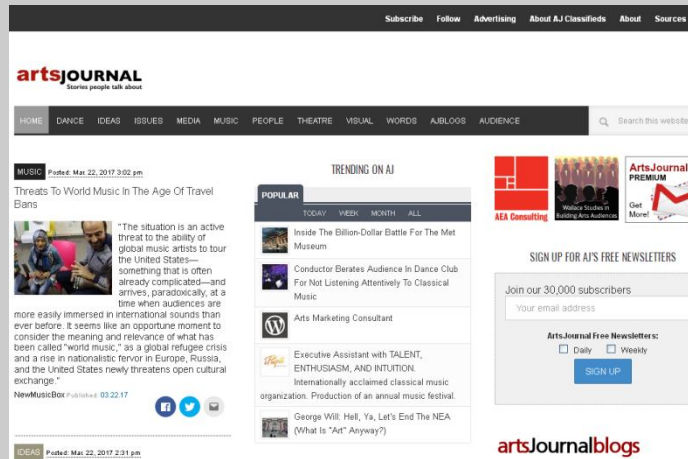 Subscribe Follow Advertising About AJ Classifieds About Sources
artsJOURNAL
Stories people talk about
HOME DANCE IDEAS ISSUES MEDIA MUSIC PEOPLE THEATRE VISUAL WORDS AJBLOGS AUDIENCE
Search this website
MUSIC Posted: Mar. 22, 2017 3:02 pm
Threats To World Music In The Age Of Travel
Bans
"The situation is an active
threat to the ability of
global music artists to tour
the United States—
something that is often
already complicated—and
arrives, paradoxically, at a
time when audiences are
more easily immersed in international sounds than
ever before. It seems like an opportune moment to
consider the meaning and relevance of what has
been called "world music," as a global refugee crisis
and a rise in nationalistic fervor in Europe, Russia,
and the United States newly threatens open cultural
exchange."
NewMusicBox Published: 03.22.17
IDEAS Posted: Mar. 22, 2017 2:31 pm
TRENDING ON AJ
POPULAR
TODAY WEEK MONTH ALL
Inside The Billion-Dollar Battle For The Met
Museum
Conductor Berates Audience In Dance Club
For Not Listening Attentively To Classical
Music
Arts Marketing Consultant
Executive Assistant with TALENT,
ENTHUSIASM, AND INTUITION.
Internationally acclaimed classical music
organization. Production of an annual music festival.
George Will: Hell, Ya, Let's End The NEA
(What Is "Art" Anyway?)
AEA Consulting
Wallace Studies in
Building Arts Audiences
ArtsJournal
PREMIUM
Get
More!
SIGN UP FOR AJ'S FREE NEWSLETTERS
Join our 30,000 subscribers
Your email address
ArtsJournal Free Newsletters:
Daily Weekly
SIGN UP
artsJournalblogs